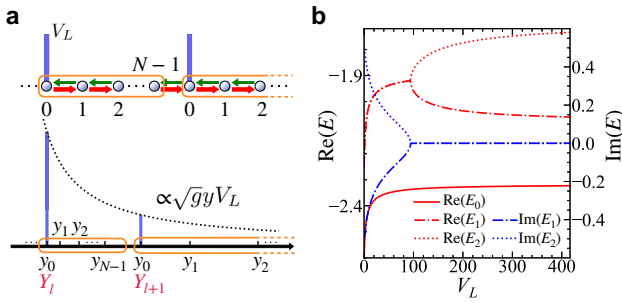 a
V_L
N − 1
0 1 2 0 1 2
∝√gyV_L
y_1 y_2
y_0 y_{N−1} y_0 y_1 y_2
Y_l Y_{l+1}
b
Re(E)
−1.9
−2.4
Re(E_0)
Re(E_1) Im(E_1)
Re(E_2) Im(E_2)
0.4
0.2
0.0
−0.2
−0.4
Im(E)
0 100 200 300 400
V_L